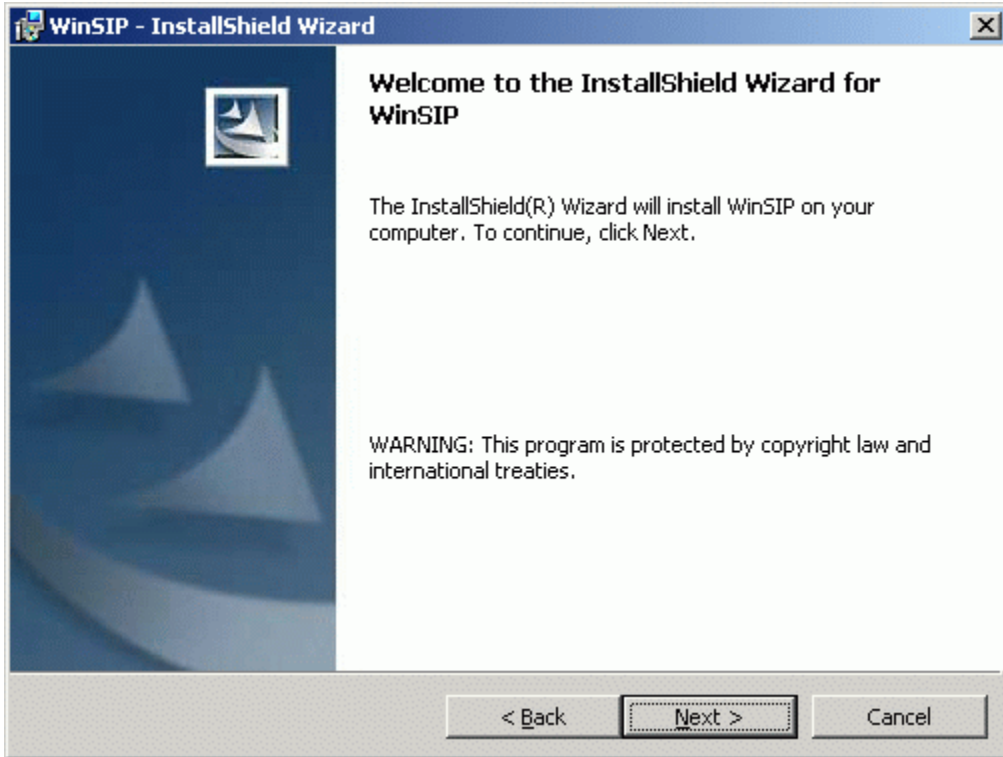 WinSIP - InstallShield Wizard
Welcome to the InstallShield Wizard for
WinSIP
The InstallShield(R) Wizard will install WinSIP on your
computer. To continue, click Next.
WARNING: This program is protected by copyright law and
international treaties.
< Back
Next >
Cancel